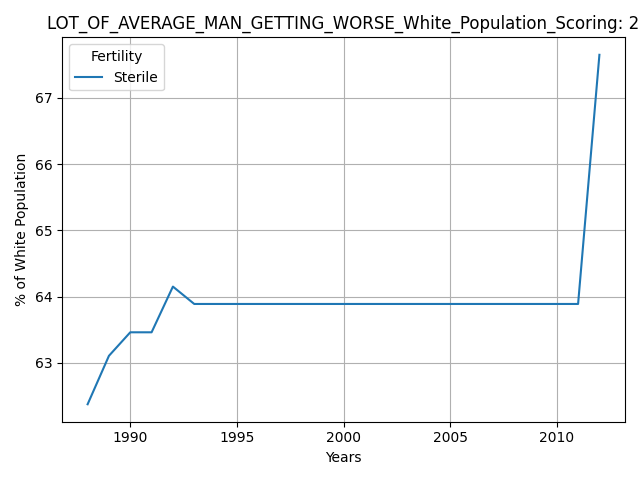 LOT_OF_AVERAGE_MAN_GETTING_WORSE_White_Population_Scoring: 2
Fertility
Sterile
67
66
65
64
63
% of White Population
1990 1995 2000 2005 2010
Years